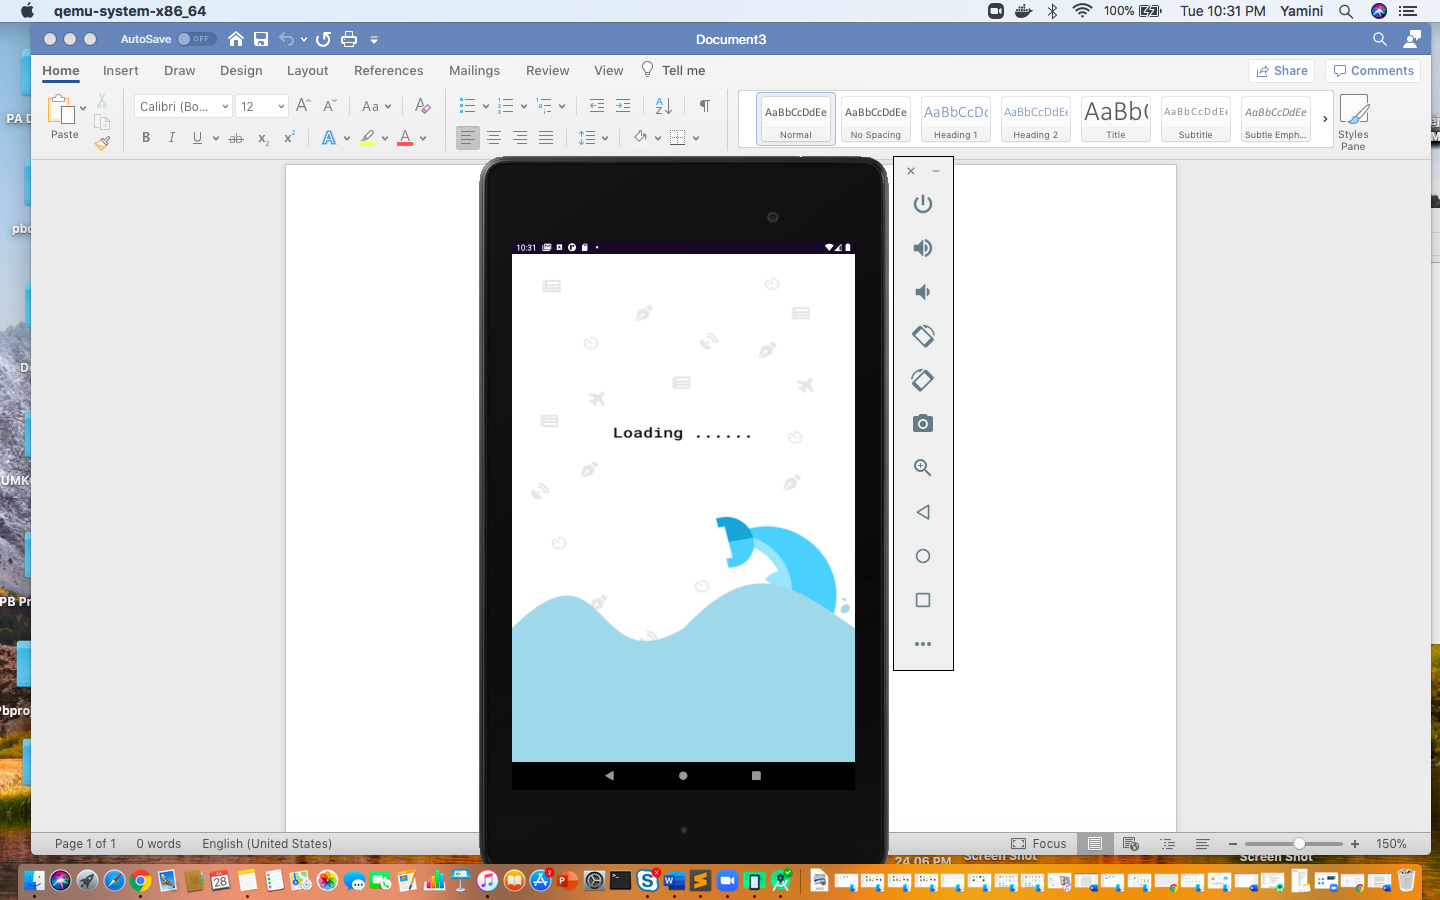 qemu-system-x86_64
100%
Tue 10:31 PM
Yamini
AutoSave
OFF
Document3
Home
Insert
Draw
Design
Layout
References
Mailings
Review
View
Tell me
Share
Comments
Paste
Calibri (Bo...
12
Aa
AaBbCcDdEe
Normal
AaBbCcDdEe
No Spacing
AaBbCcDc
Heading 1
AaBbCcDdEe
Heading 2
AaBb(
Title
AaBbCcDdEe
Subtitle
AaBbCcDdEe
Subtle Emph...
Styles
Pane
PA D
pbc
UMK
PB Pr
Pbproj
10:31
Loading ......
Page 1 of 1
0 words
English (United States)
Focus
150%
24.06 PM
Screen Shot
Screen Shot
28